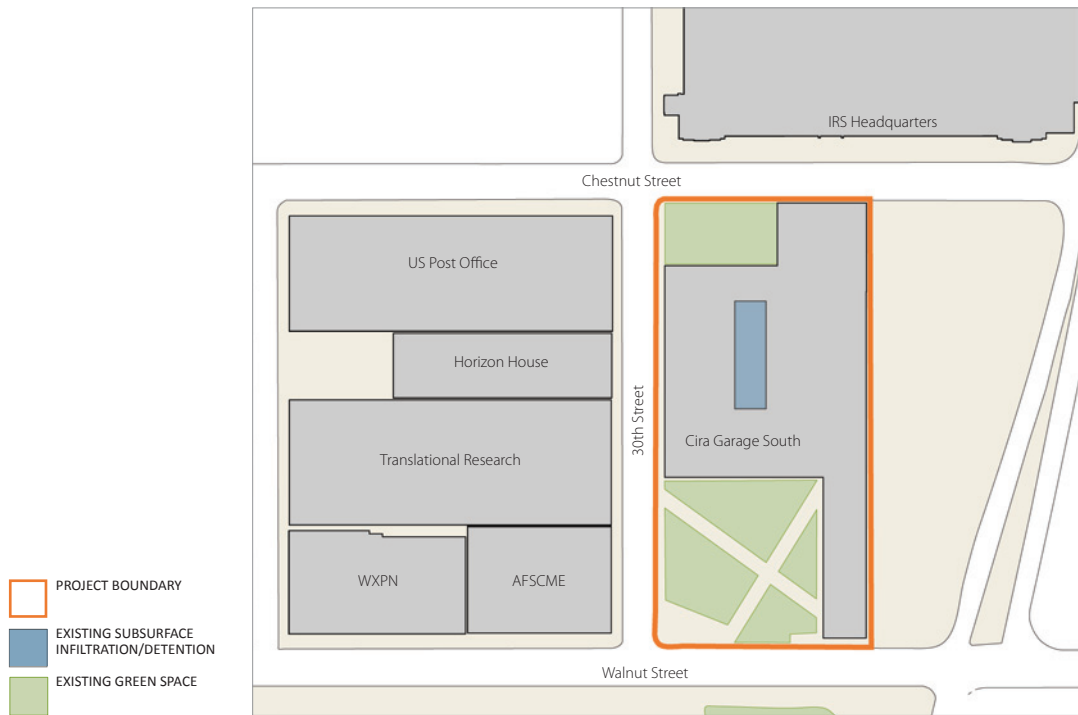 IRS Headquarters
Chestnut Street
US Post Office
Horizon House
30th Street
Cira Garage South
Translational Research
WXPN
AFSCME
Walnut Street
PROJECT BOUNDARY
EXISTING SUBSURFACE
INFILTRATION/DETENTION
EXISTING GREEN SPACE